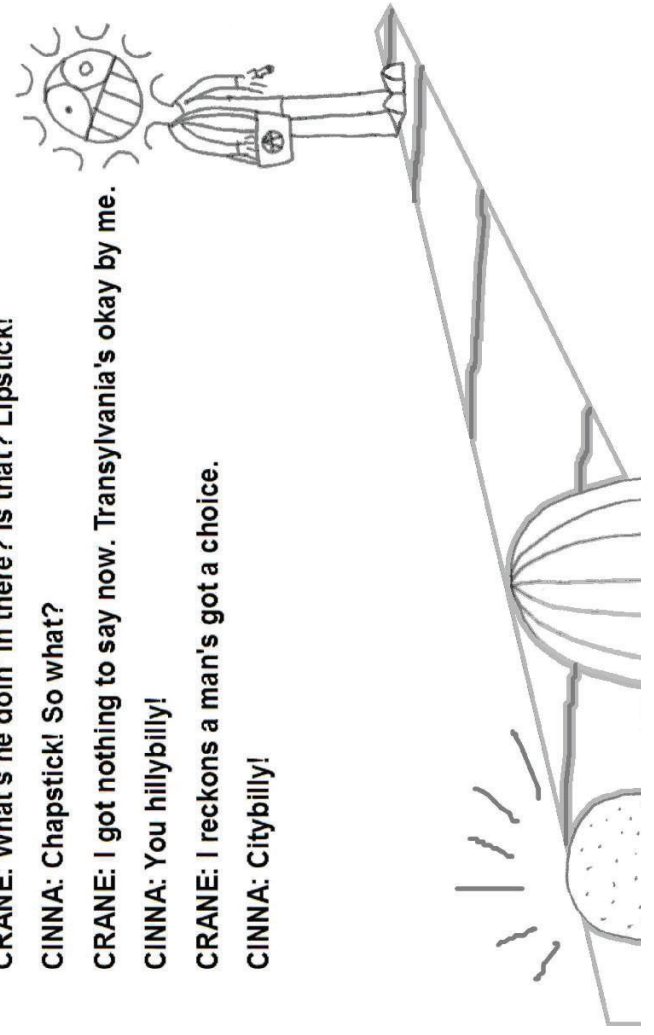 CRANE: What's he doin' in there? Is that? Lipstick!
CINNA: Chapstick! So what?
CRANE: I got nothing to say now. Transylvania's okay by me.
CINNA: You hillybilly!
CRANE: I reckons a man's got a choice.
CINNA: Citybilly!